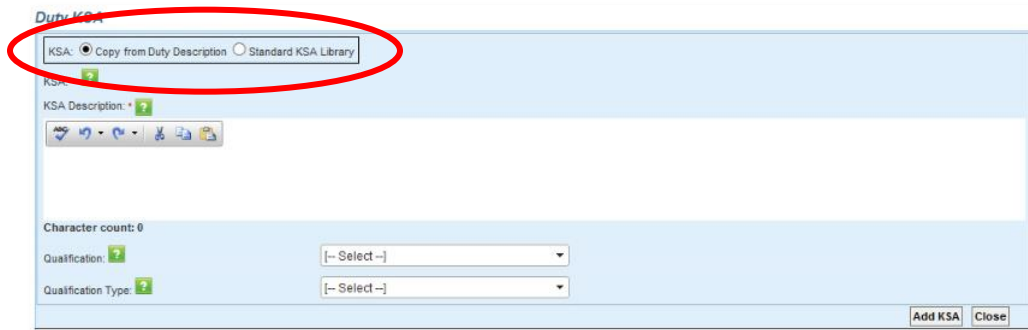 Duty KSA
KSA: Copy from Duty Description Standard KSA Library
KSA: ?
KSA Description: * ?
ABC
Character count: 0
Qualification: ? [-- Select --]
Qualification Type: ? [-- Select --]
Add KSA Close